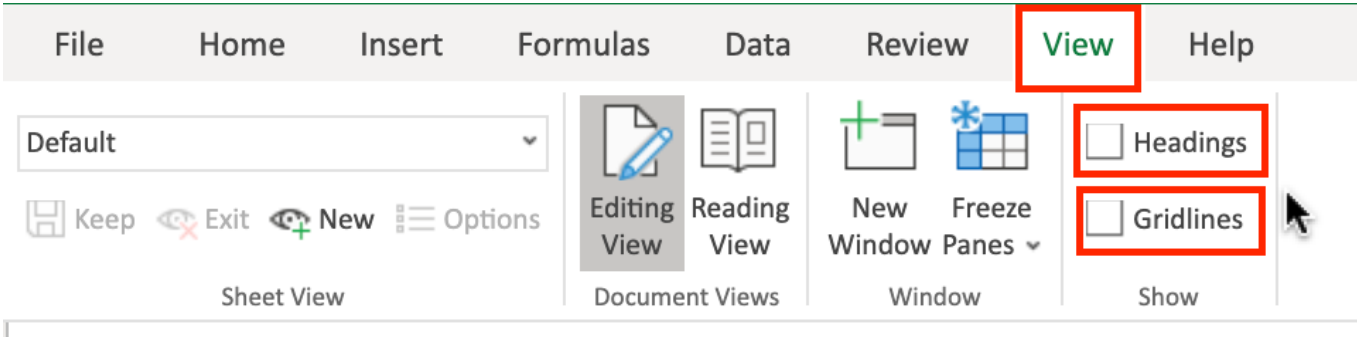 File Home Insert Formulas Data Review View Help
Default
Keep Exit New Options
Sheet View
Editing View
Reading View
Document Views
New Window
Freeze Panes
Window
Headings
Gridlines
Show